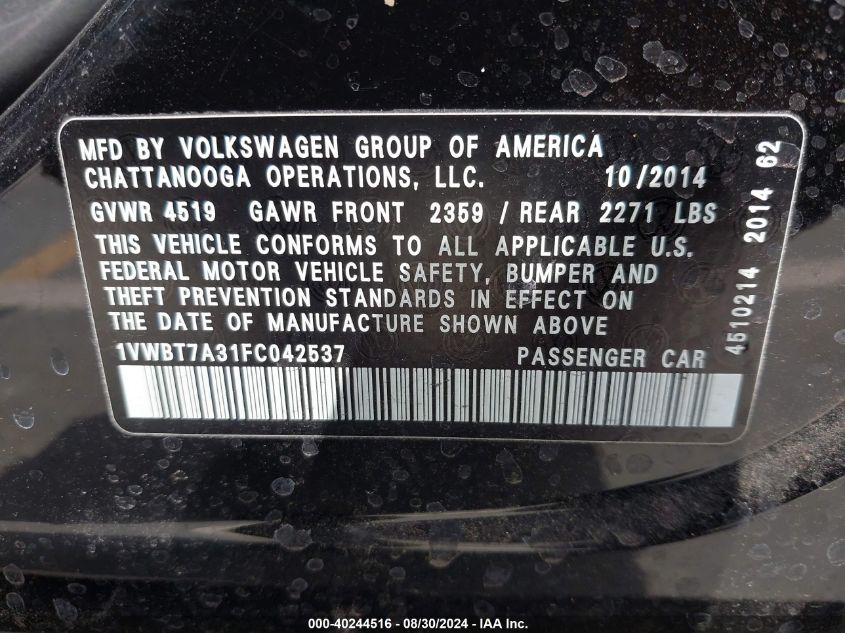 MFD BY VOLKSWAGEN GROUP OF AMERICA
CHATTANOOGA OPERATIONS, LLC. 10/2014
GVWR 4519 GAWR FRONT 2359 / REAR 2271 LBS
THIS VEHICLE CONFORMS TO ALL APPLICABLE U.S.
FEDERAL MOTOR VEHICLE SAFETY, BUMPER AND
THEFT PREVENTION STANDARDS IN EFFECT ON
THE DATE OF MANUFACTURE SHOWN ABOVE
1VWBT7A31FC042537 PASSENGER CAR
4510214 2014 62
000-40244516 - 08/30/2024 - IAA, Inc.